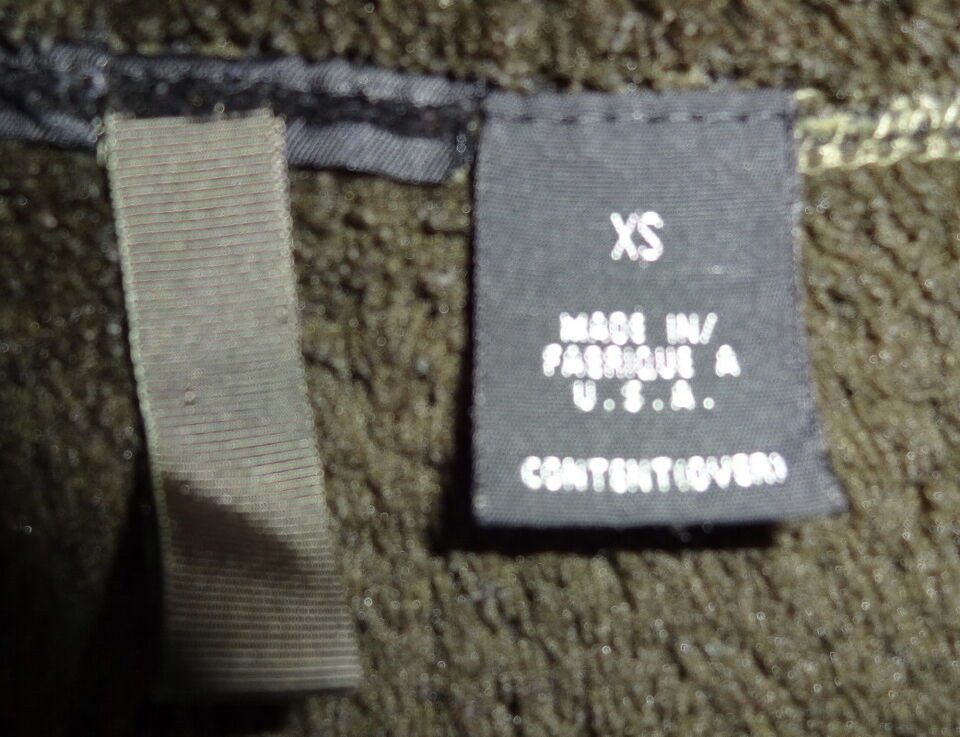 XS
MADE IN/
FABRIQUE A
U.S.A.
CONTENT(OVER)